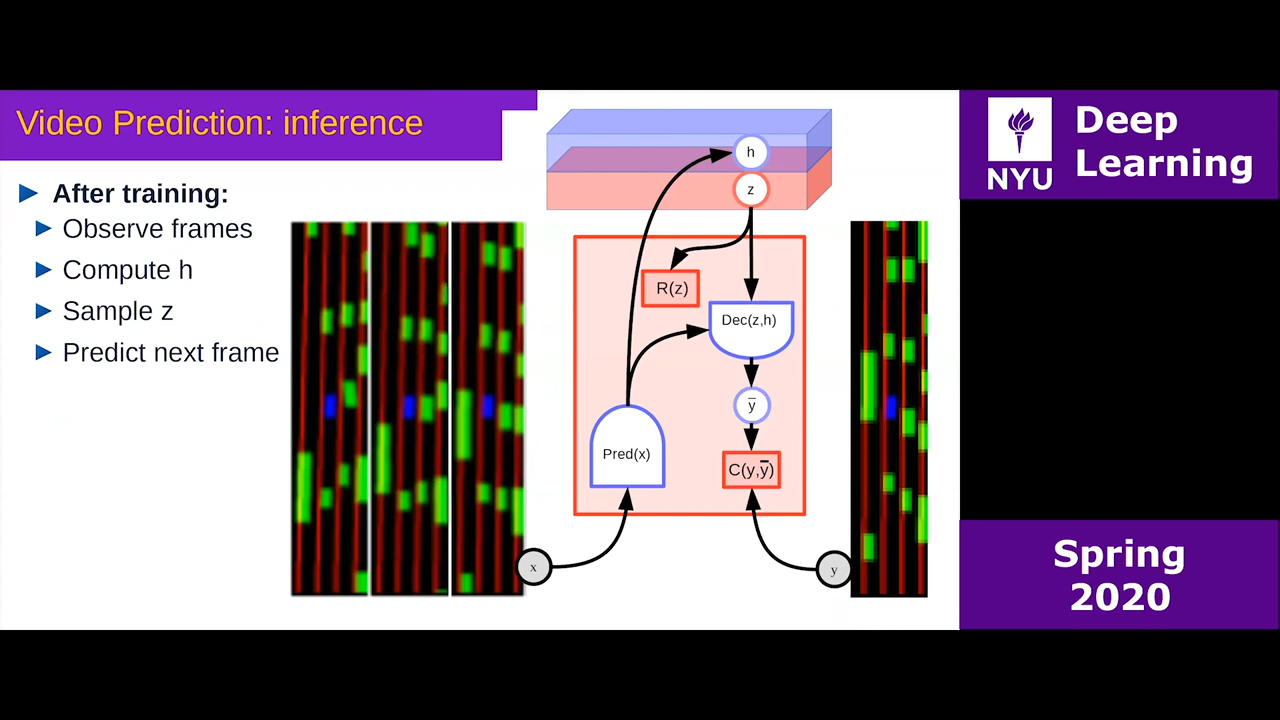 Video Prediction: inference
After training:
Observe frames
Compute h
Sample z
Predict next frame
h
z
R(z)
Dec(z,h)
y̅
Pred(x)
C(y,y̅)
x
y
NYU
Deep
Learning
Spring
2020